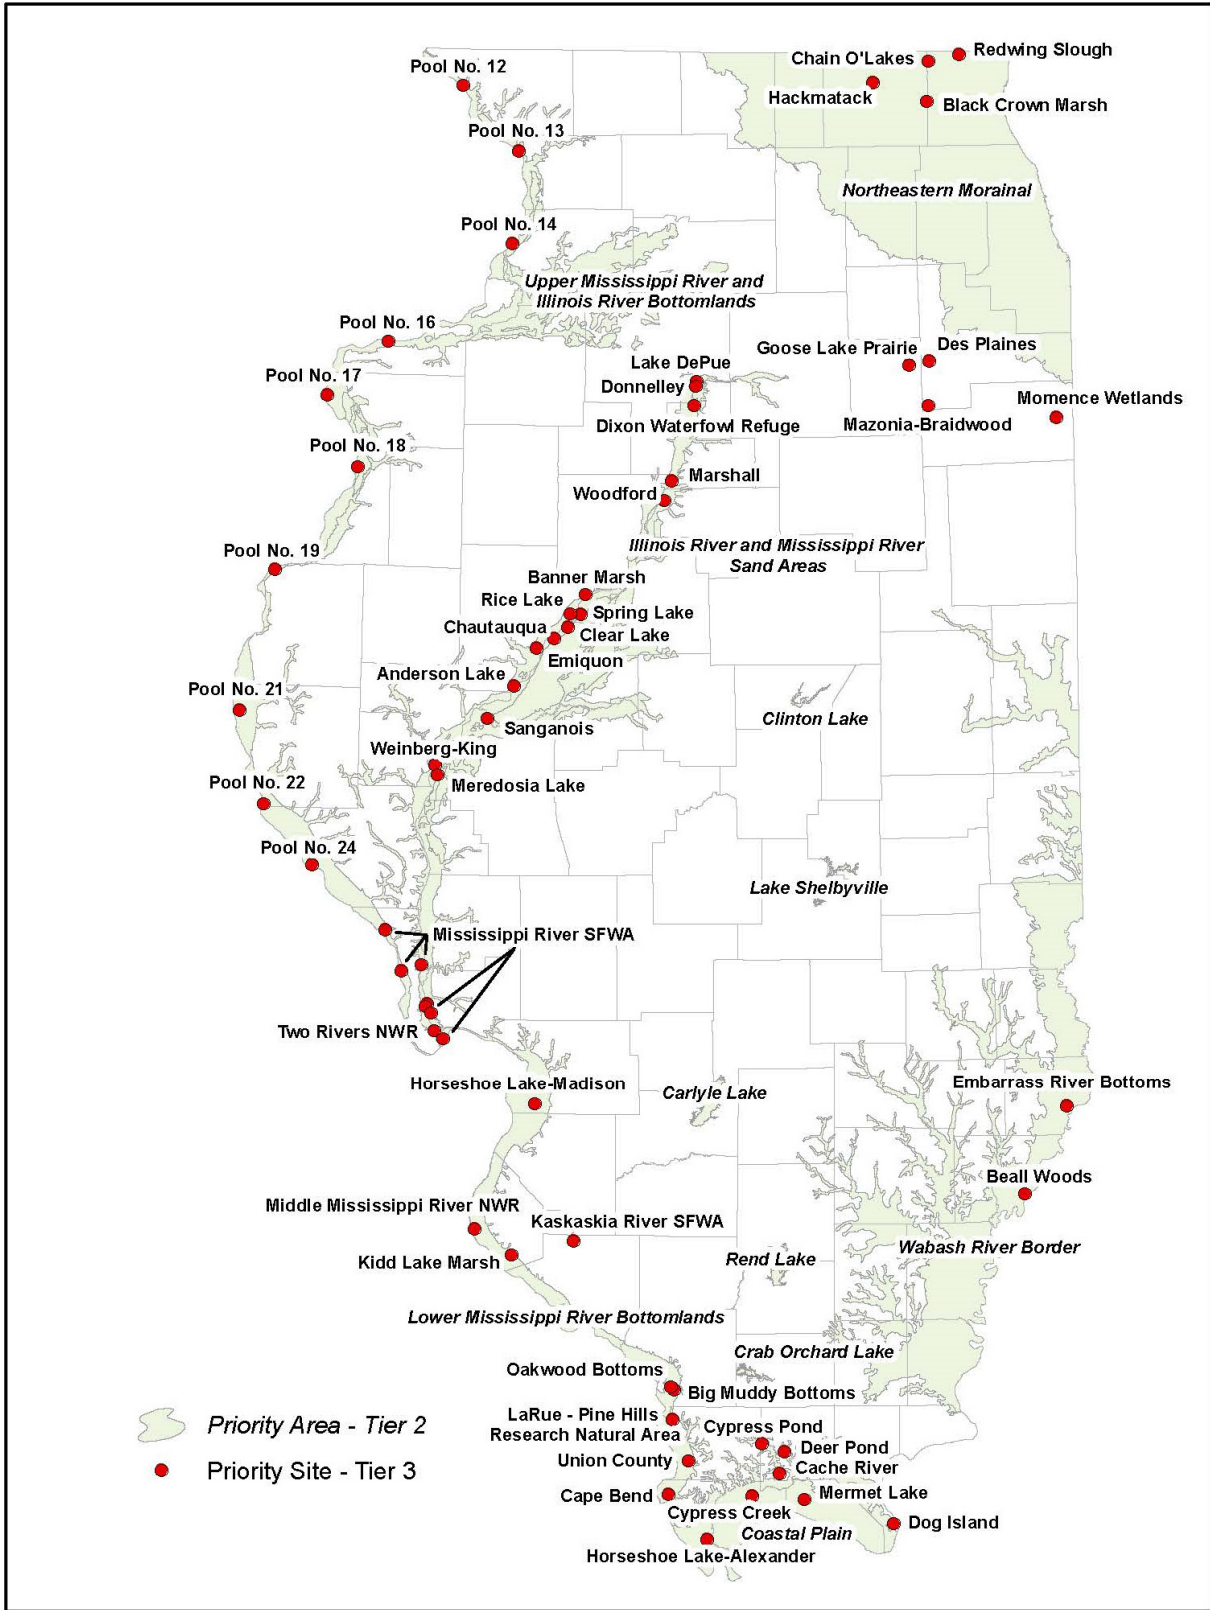 Redwing Slough
Chain O'Lakes
Pool No. 12
Hackmatack
Black Crown Marsh
Pool No. 13
Northeastern Morainal
Pool No. 14
Upper Mississippi River and
Illinois River Bottomlands
Pool No. 16
Goose Lake Prairie
Des Plaines
Lake DePue
Donnelley
Pool No. 17
Momence Wetlands
Dixon Waterfowl Refuge
Mazonia-Braidwood
Pool No. 18
Marshall
Woodford
Pool No. 19
Illinois River and Mississippi River
Sand Areas
Banner Marsh
Rice Lake
Spring Lake
Chautauqua
Clear Lake
Emiquon
Anderson Lake
Pool No. 21
Clinton Lake
Sanganois
Weinberg-King
Pool No. 22
Meredosia Lake
Pool No. 24
Lake Shelbyville
Mississippi River SFWA
Two Rivers NWR
Horseshoe Lake-Madison
Embarrass River Bottoms
Carlyle Lake
Beall Woods
Middle Mississippi River NWR
Kaskaskia River SFWA
Wabash River Border
Rend Lake
Kidd Lake Marsh
Lower Mississippi River Bottomlands
Crab Orchard Lake
Oakwood Bottoms
Big Muddy Bottoms
LaRue - Pine Hills
Research Natural Area
Cypress Pond
Deer Pond
Union County
Cache River
Cape Bend
Mermet Lake
Cypress Creek
Dog Island
Coastal Plain
Horseshoe Lake-Alexander
Priority Area - Tier 2
Priority Site - Tier 3